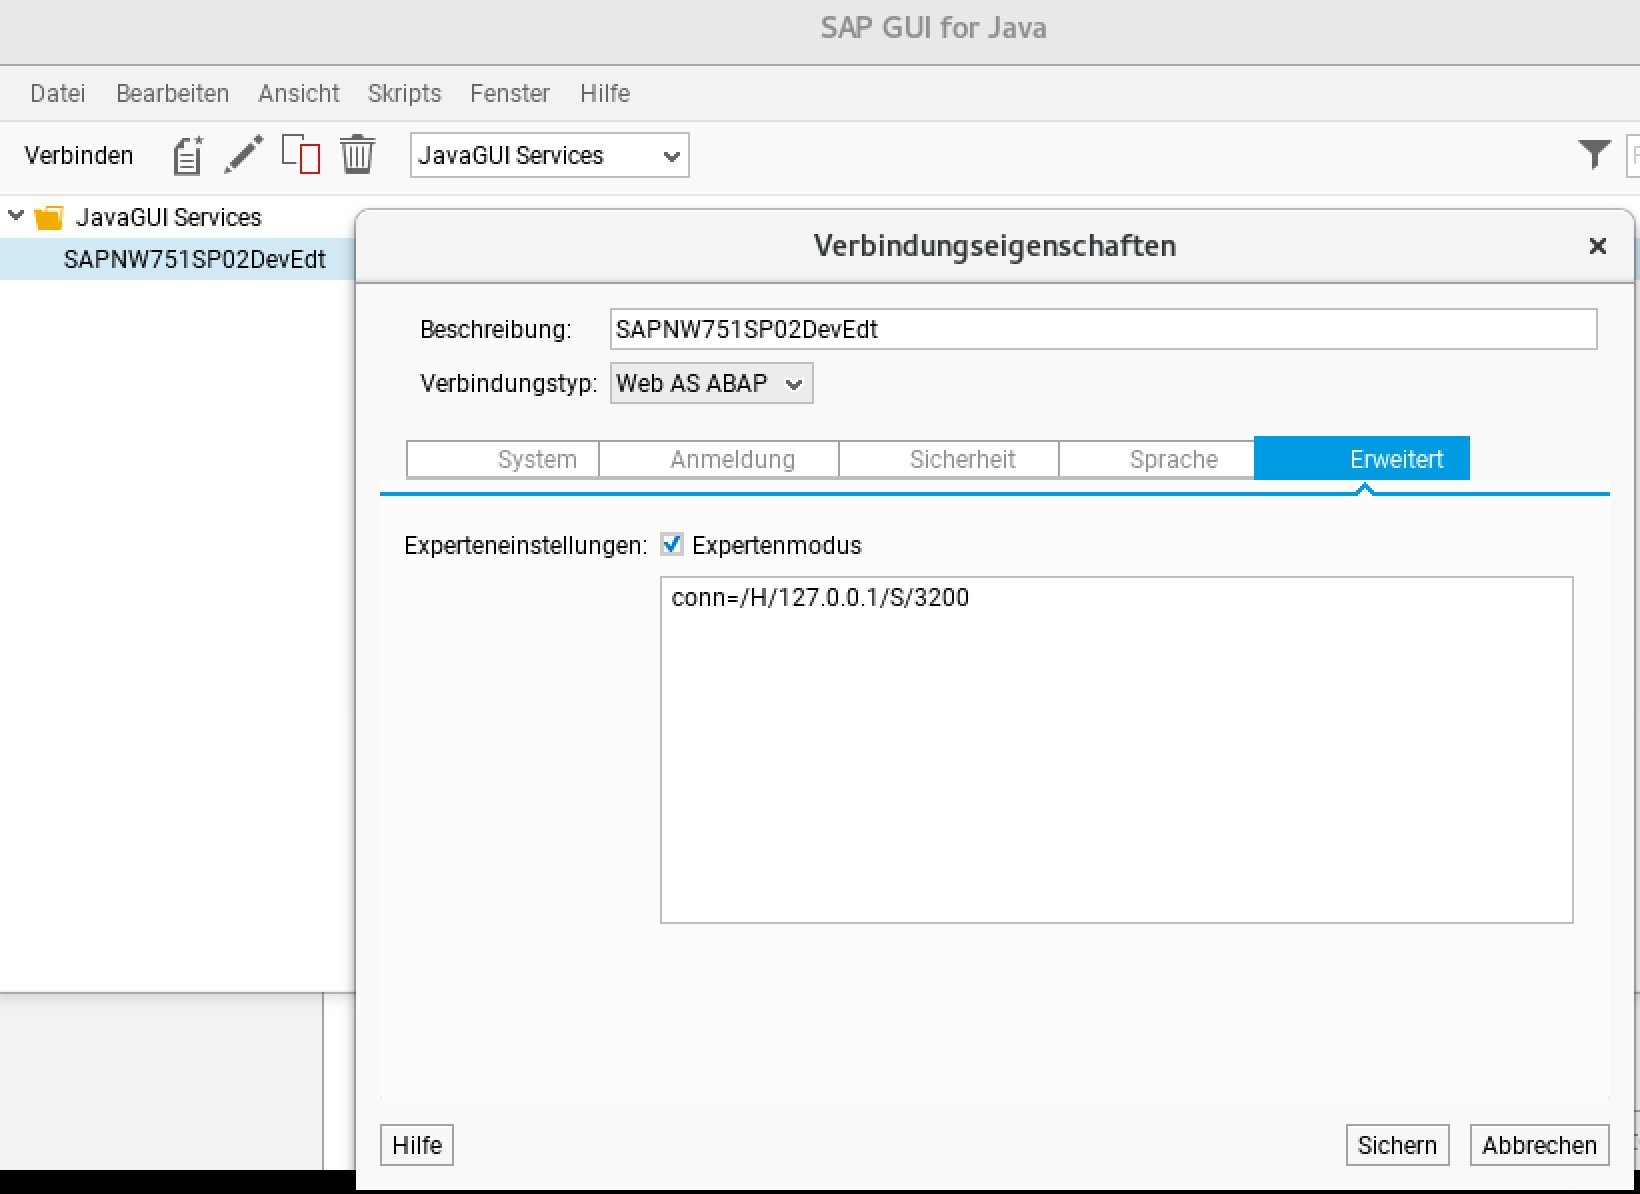 SAP GUI for Java
Datei Bearbeiten Ansicht Skripts Fenster Hilfe
Verbinden JavaGUI Services
JavaGUI Services
SAPNW751SP02DevEdt
Verbindungseigenschaften
Beschreibung: SAPNW751SP02DevEdt
Verbindungstyp: Web AS ABAP
System Anmeldung Sicherheit Sprache Erweitert
Experteneinstellungen: Expertenmodus
conn=/H/127.0.0.1/S/3200
Hilfe Sichern Abbrechen